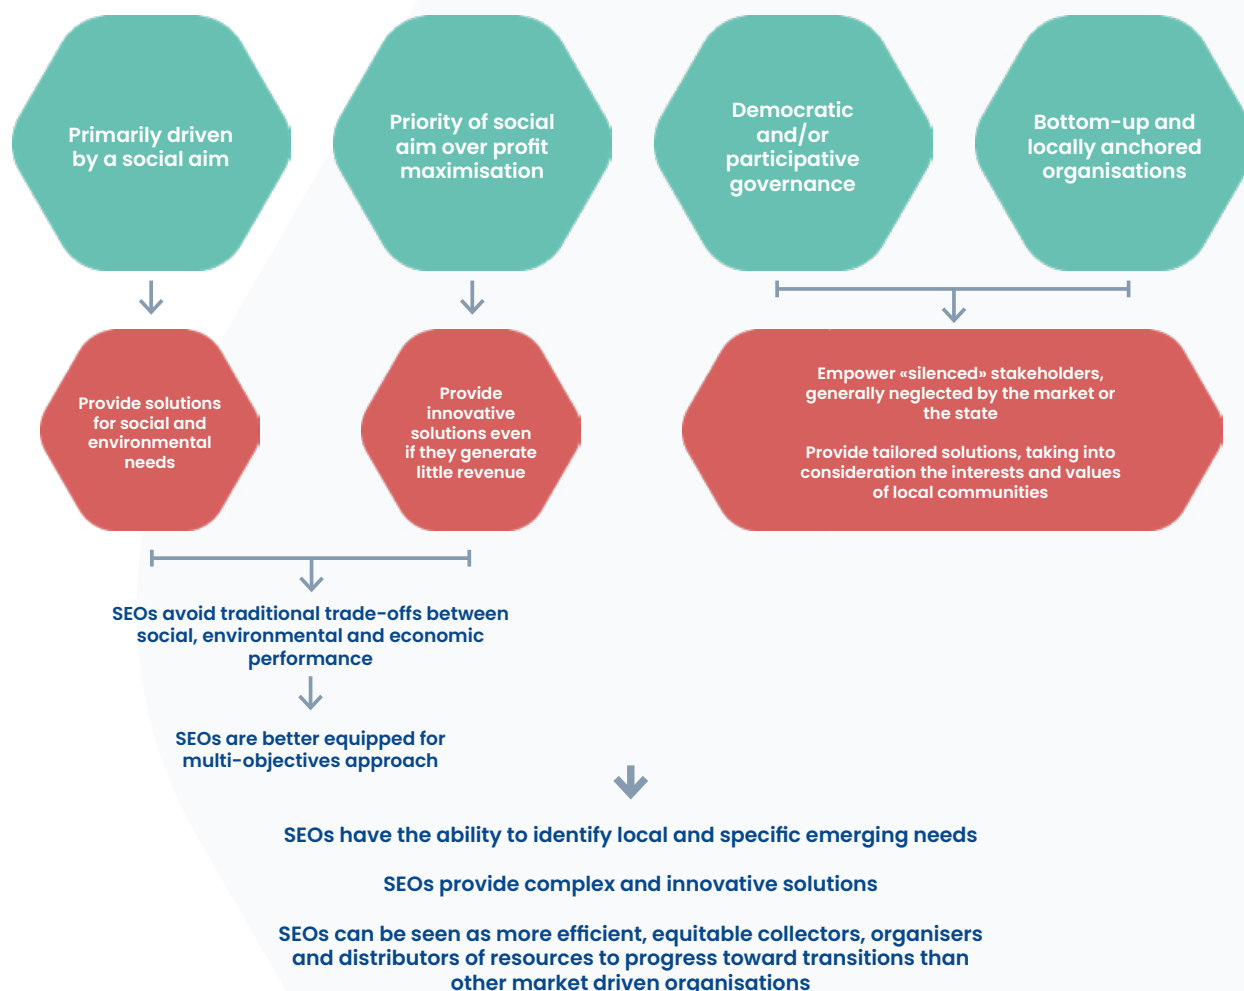 Primarily driven
by a social aim
Priority of social
aim over profit
maximisation
Democratic
and/or
participative
governance
Bottom-up and
locally anchored
organisations
Provide solutions
for social and
environmental
needs
Provide
innovative
solutions even
if they generate
little revenue
Empower «silenced» stakeholders,
generally neglected by the market or
the state
Provide tailored solutions, taking into
consideration the interests and values
of local communities
SEOs avoid traditional trade-offs between
social, environmental and economic
performance
SEOs are better equipped for
multi-objectives approach
SEOs have the ability to identify local and specific emerging needs
SEOs provide complex and innovative solutions
SEOs can be seen as more efficient, equitable collectors, organisers
and distributors of resources to progress toward transitions than
other market driven organisations